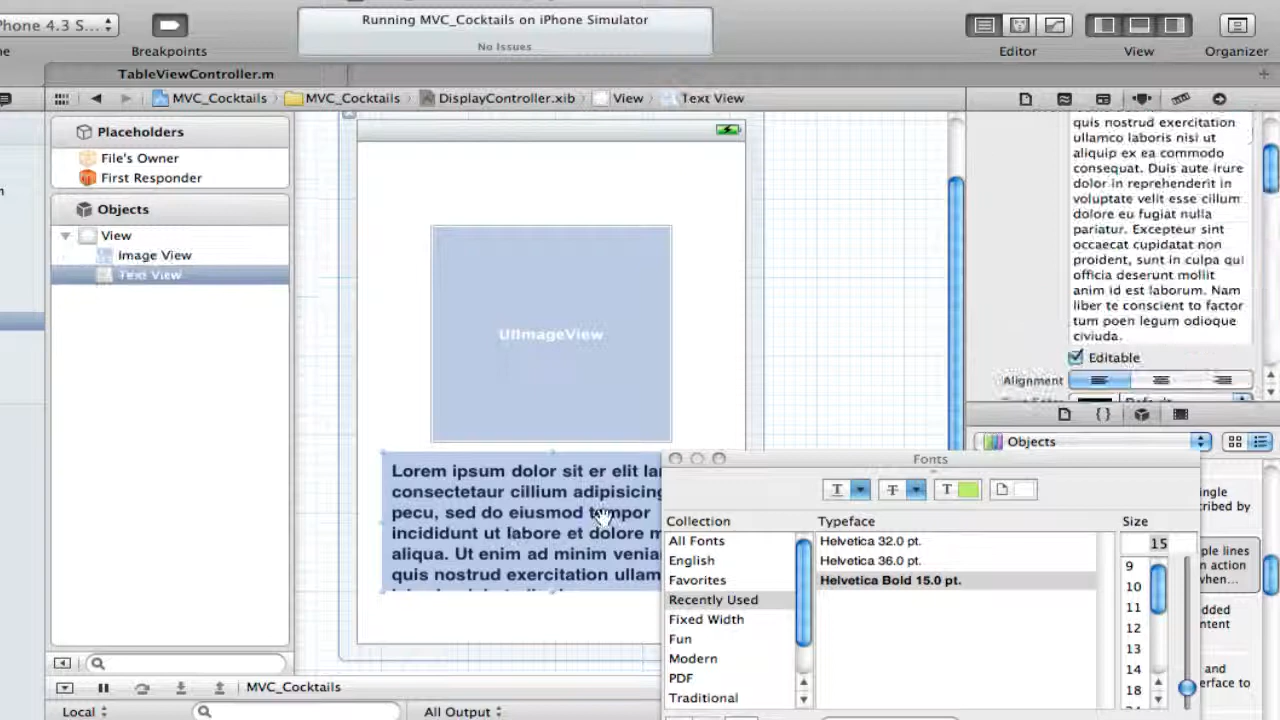 Running MVC_Cocktails on iPhone Simulator
No Issues
Phone 4.3 S...
Breakpoints
Editor
View
Organizer
TableViewController.m
MVC_Cocktails
MVC_Cocktails
DisplayController.xib
View
Text View
Placeholders
File's Owner
First Responder
Objects
View
Image View
Text View
UIImageView
Lorem ipsum dolor sit er elit
consectetaur cillium adipisicing
pecu, sed do eiusmod tempor
incididunt ut labore et dolore
aliqua. Ut enim ad minim
quis nostrud exercitation
quis nostrud exercitation
ullamco laboris nisi ut
aliquip ex ea commodo
consequat. Duis aute irure
dolor in reprehenderit in
voluptate velit esse cillum
dolore eu fugiat nulla
pariatur. Excepteur sint
occaecat cupidatat non
proident, sunt in culpa qui
officia deserunt mollit
anim id est laborum. Nam
liber te conscient to factor
tum poen legum odioque
civiuda.
Editable
Alignment
Objects
Fonts
Collection
Typeface
Size
All Fonts
English
Favorites
Recently Used
Fixed Width
Fun
Modern
PDF
Traditional
Helvetica 32.0 pt.
Helvetica 36.0 pt.
Helvetica Bold 15.0 pt.
15
9
10
11
12
13
14
18
ple lines
n action
when...
and
MVC_Cocktails
Local
All Output